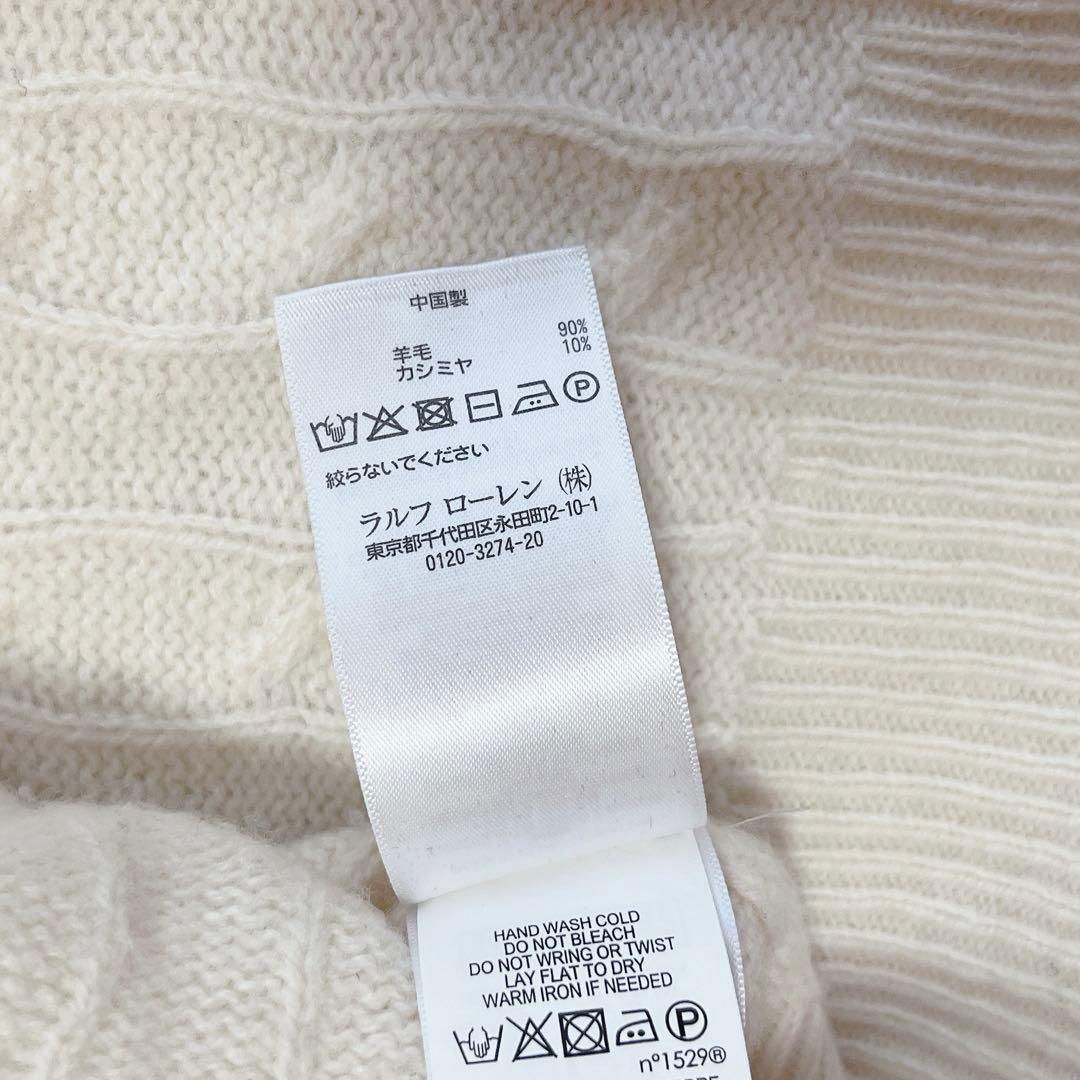 中国製
羊毛 90%
カシミヤ 10%
P
絞らないでください
ラルフ ローレン (株)
東京都千代田区永田町2-10-1
0120-3274-20
HAND WASH COLD
DO NOT BLEACH
DO NOT WRING OR TWIST
LAY FLAT TO DRY
WARM IRON IF NEEDED
P
n°1529®